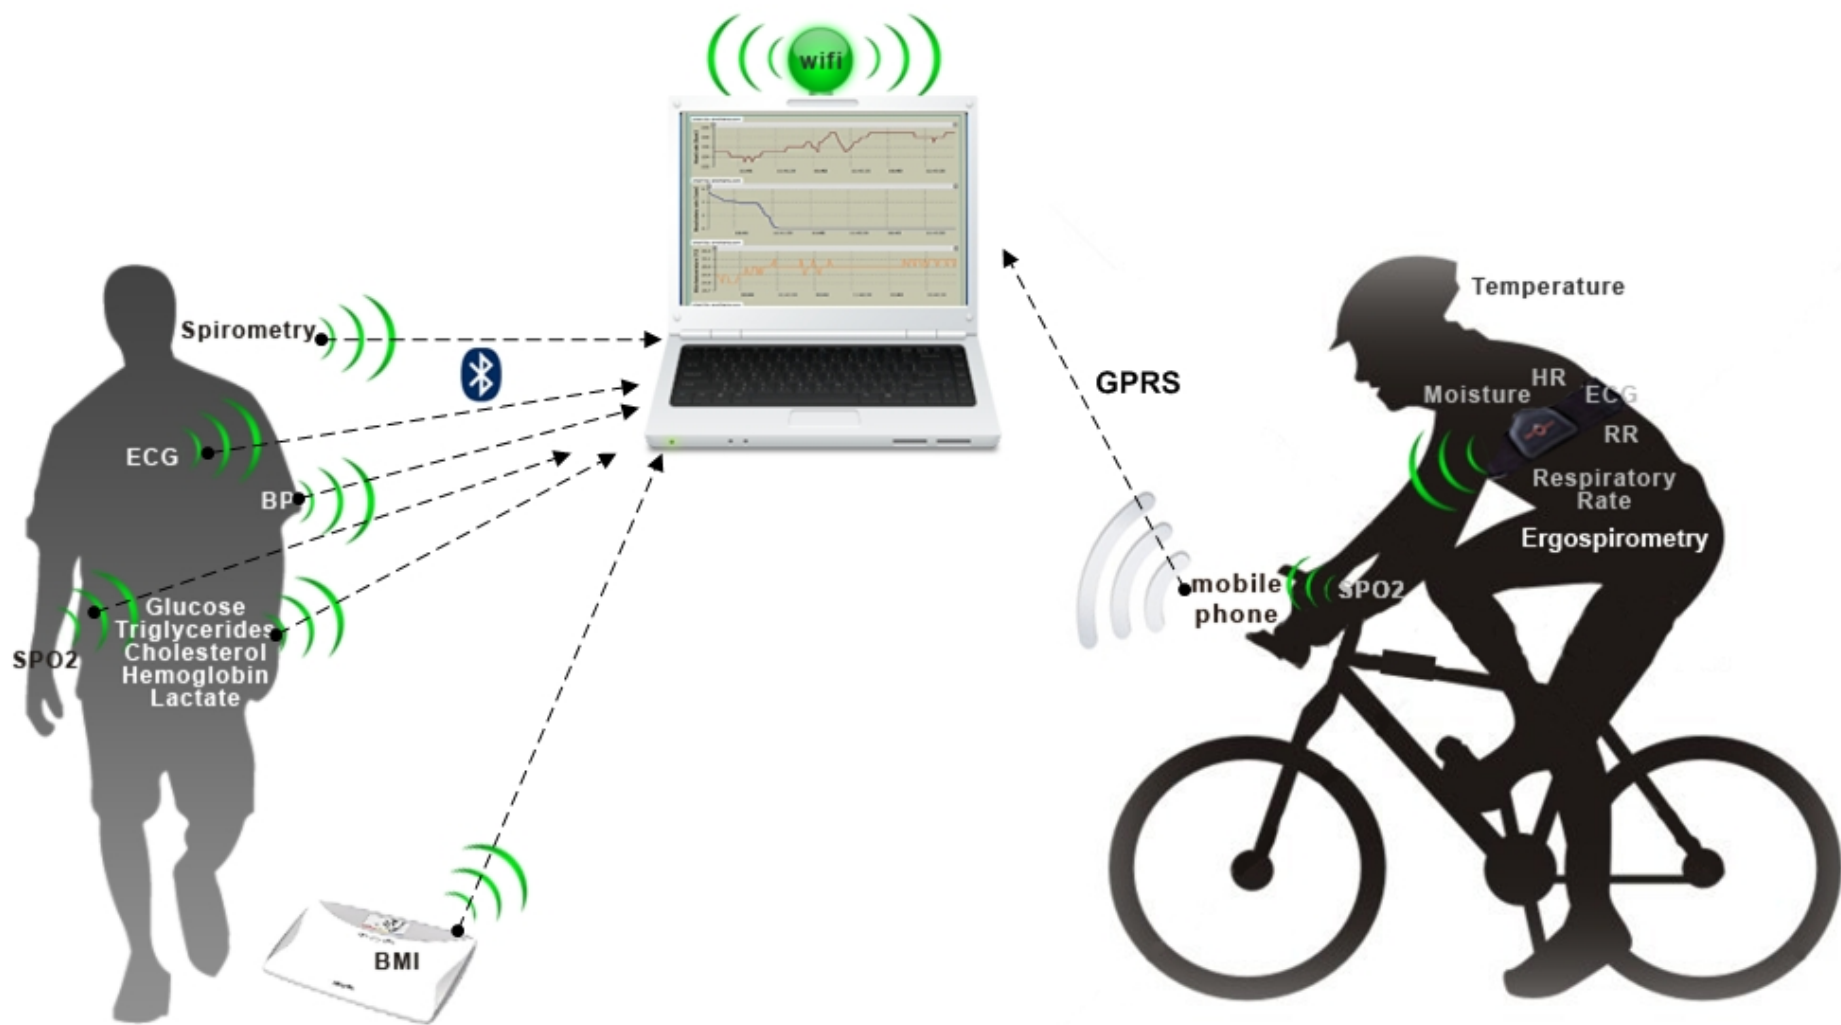 wifi
Spirometry
ECG
BP
Glucose
Triglycerides
Cholesterol
Hemoglobin
Lactate
SPO2
BMI
GPRS
mobile
phone
SPO2
Temperature
HR
Moisture
ECG
RR
Respiratory
Rate
Ergospirometry